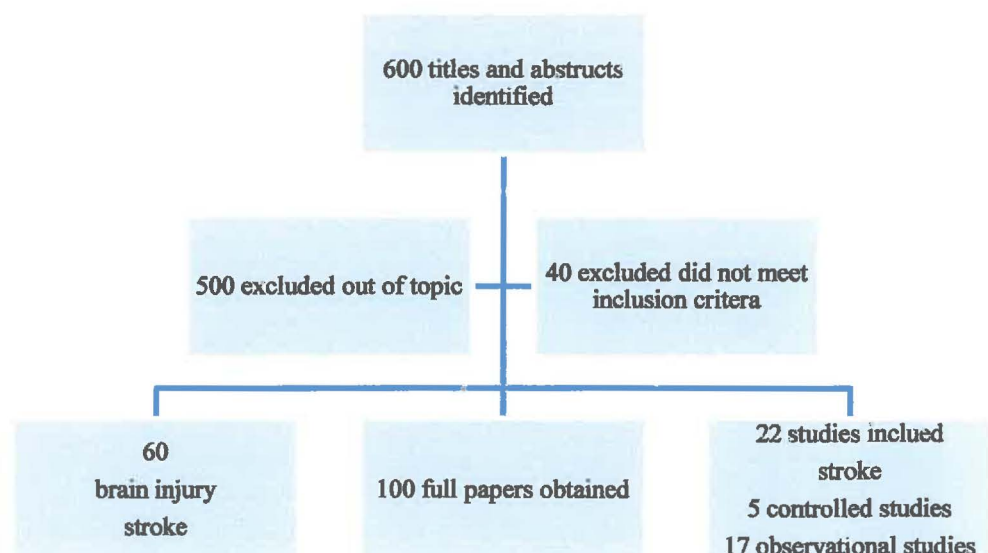 600 titles and abstructs
identified
500 excluded out of topic
40 excluded did not meet
inclusion critera
60
brain injury
stroke
100 full papers obtained
22 studies inclued
stroke
5 controlled studies
17 observational studies